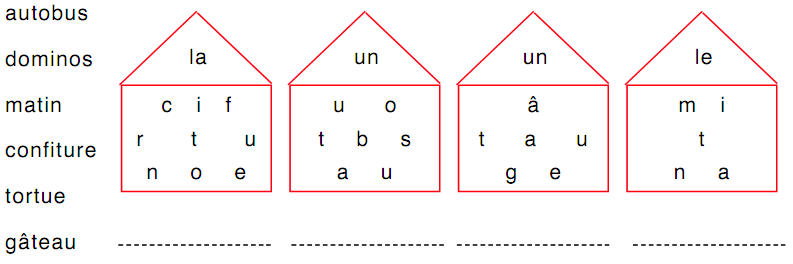 autobus
dominos la un un le
matin c i f u o â m i
confiture r t u t b s t a u t
n o e a u g e n a
tortue
gâteau